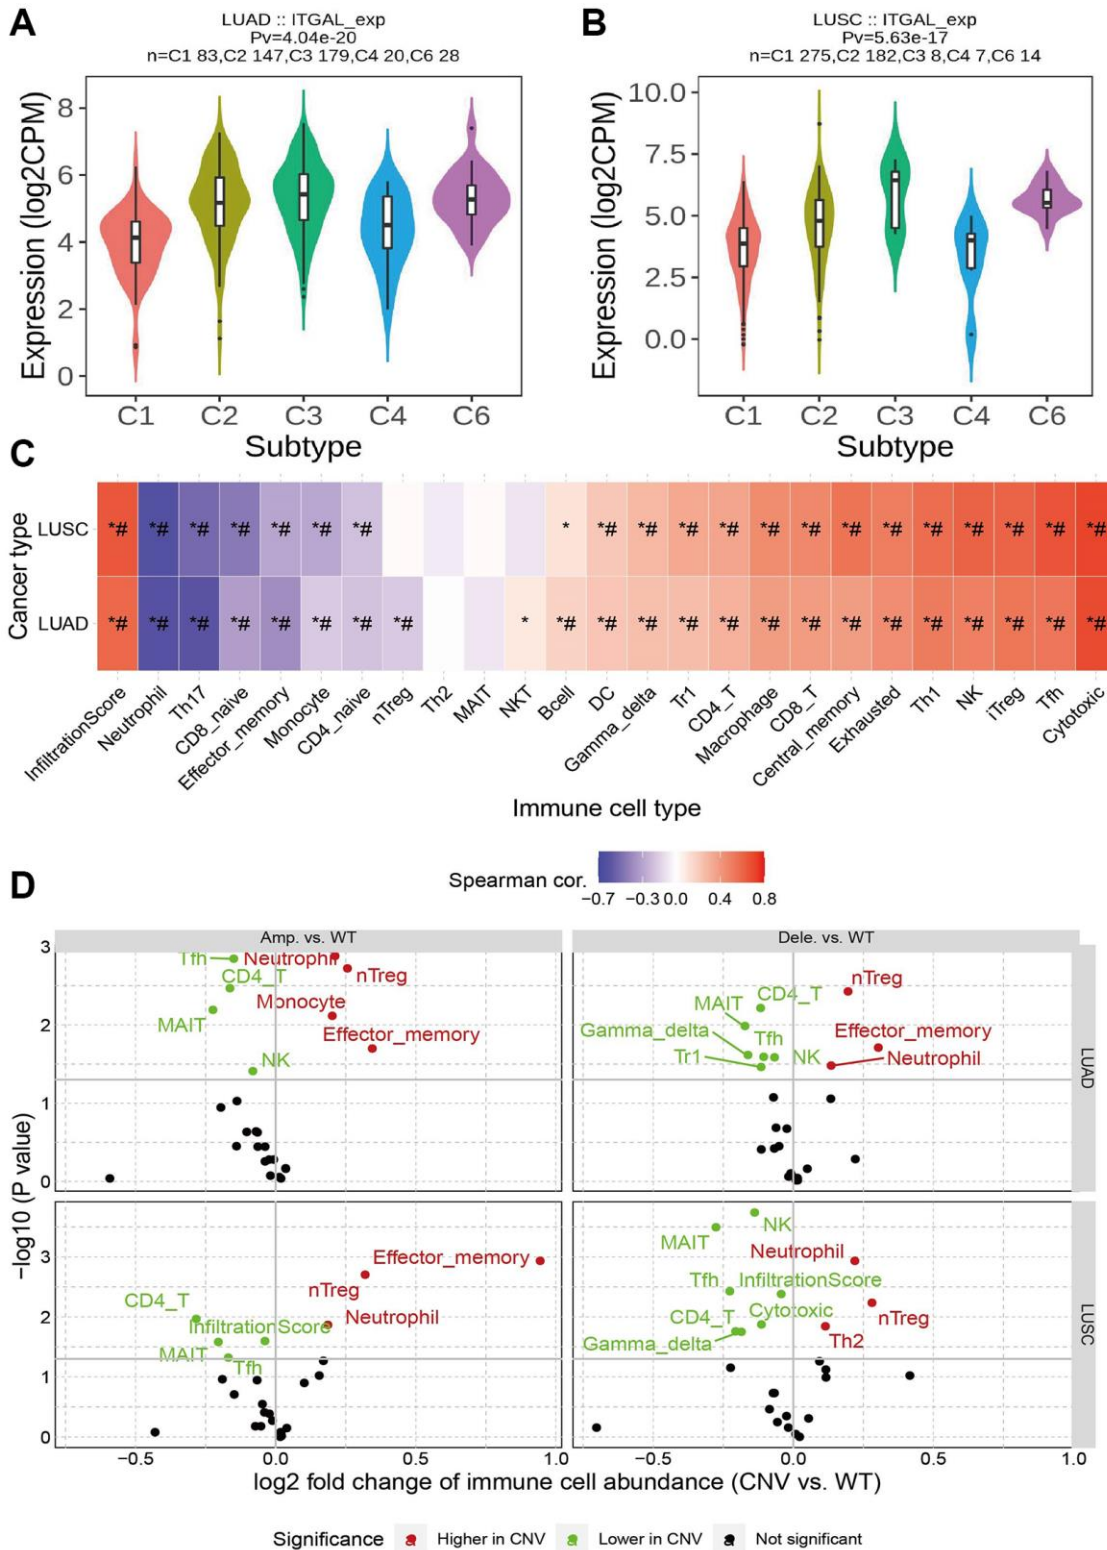 A
LUAD :: ITGAL_exp
Pv=4.04e-20
n=C1 83,C2 147,C3 179,C4 20,C6 28
Expression (log2CPM)
8
6
4
2
0
C1 C2 C3 C4 C6
Subtype
B
LUSC :: ITGAL_exp
Pv=5.63e-17
n=C1 275,C2 182,C3 8,C4 7,C6 14
Expression (log2CPM)
10.0
7.5
5.0
2.5
0.0
C1 C2 C3 C4 C6
Subtype
C
Cancer type
LUSC *# *# *# *# *# *# *# * *# *# *# *# *# *# *# *# *# *# *# *# *#
LUAD *# *# *# *# *# *# *# *# * *# *# *# *# *# *# *# *# *# *# *# *# *# *#
InfiltrationScore Neutrophil Th17 CD8_naive Effector_memory Monocyte CD4_naive nTreg Th2 MAIT NKT Bcell DC Gamma_delta Tr1 CD4_T Macrophage CD8_T Central_memory Exhausted Th1 NK iTreg Tfh Cytotoxic
Immune cell type
Spearman cor.
−0.7 −0.3 0.0 0.4 0.8
D
−log10 (P value)
Amp. vs. WT
Dele. vs. WT
LUAD
LUSC
3
2
1
0
Tfh
Neutrophil
CD4_T
nTreg
Monocyte
MAIT
Effector_memory
NK
nTreg
CD4_T
MAIT
Gamma_delta
Tfh
Effector_memory
Tr1
NK
Neutrophil
3
2
1
0
Effector_memory
nTreg
CD4_T
Neutrophil
InfiltrationScore
MAIT
Tfh
NK
MAIT
Neutrophil
Tfh
InfiltrationScore
Cytotoxic
CD4_T
nTreg
Gamma_delta
Th2
−0.5 0.0 0.5 1.0
−0.5 0.0 0.5 1.0
log2 fold change of immune cell abundance (CNV vs. WT)
Significance Higher in CNV Lower in CNV Not significant